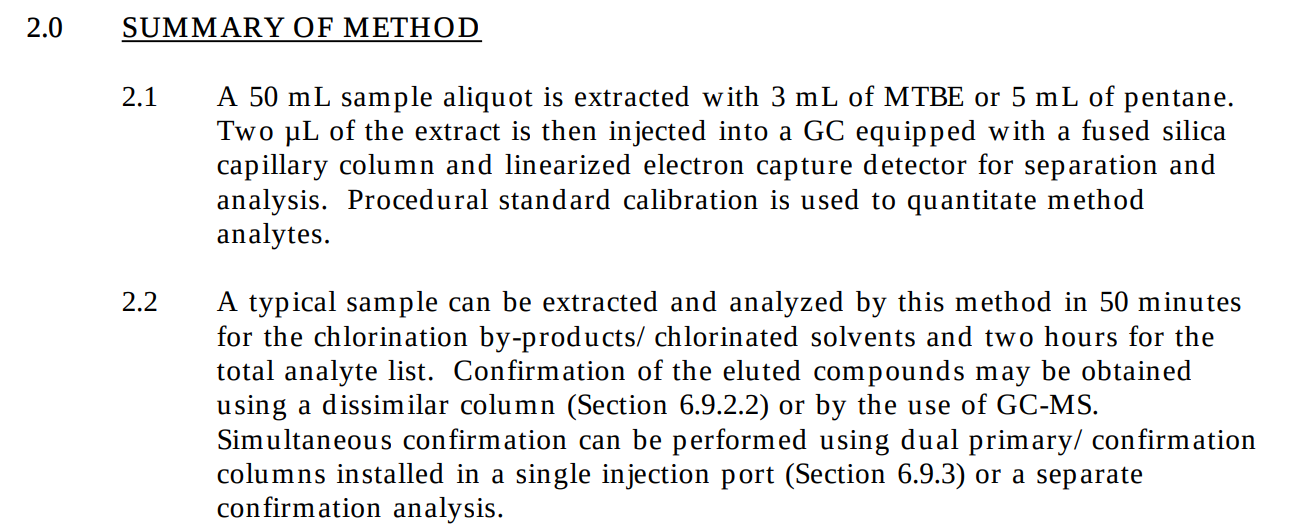 2.0 SUMMARY OF METHOD
2.1 A 50 mL sample aliquot is extracted with 3 mL of MTBE or 5 mL of pentane.
Two µL of the extract is then injected into a GC equipped with a fused silica
capillary column and linearized electron capture detector for separation and
analysis. Procedural standard calibration is used to quantitate method
analytes.
2.2 A typical sample can be extracted and analyzed by this method in 50 minutes
for the chlorination by-products/ chlorinated solvents and two hours for the
total analyte list. Confirmation of the eluted compounds may be obtained
using a dissimilar column (Section 6.9.2.2) or by the use of GC-MS.
Simultaneous confirmation can be performed using dual primary/ confirmation
columns installed in a single injection port (Section 6.9.3) or a separate
confirmation analysis.